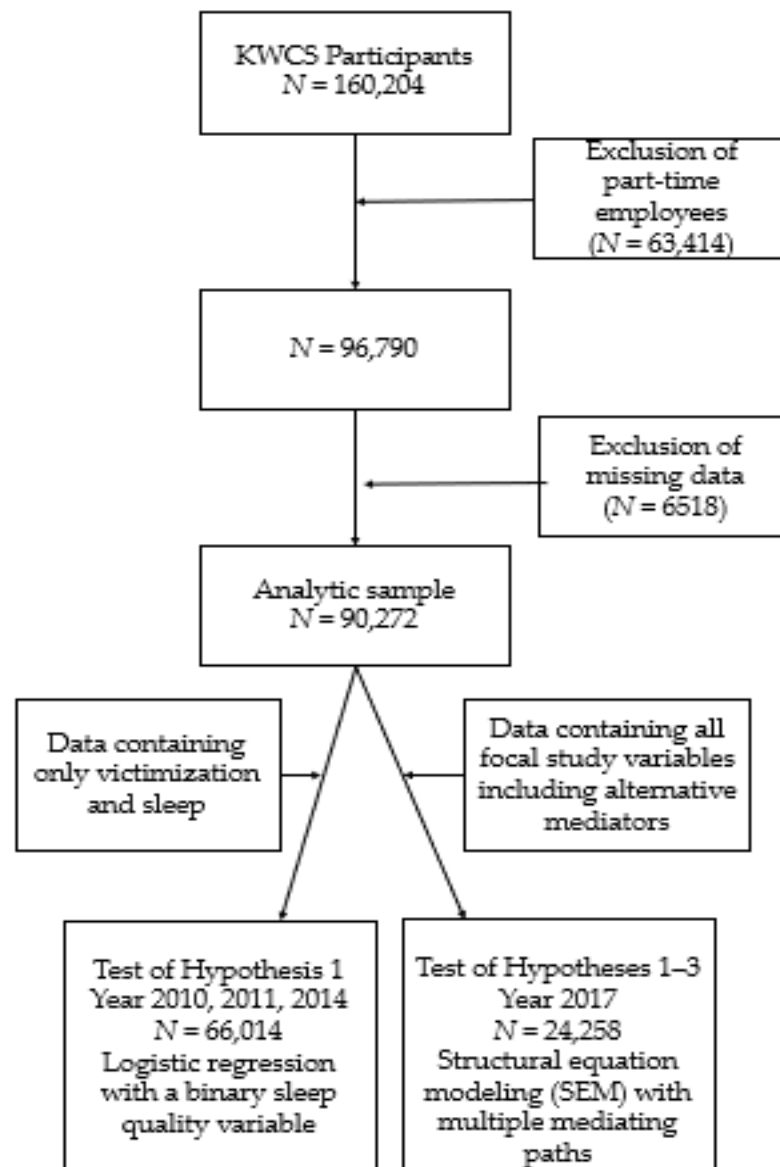 KWCS Participants
N = 160,204
Exclusion of
part-time
employees
(N = 63,414)
N = 96,790
Exclusion of
missing data
(N = 6518)
Analytic sample
N = 90,272
Data containing
only victimization
and sleep
Data containing all
focal study variables
including alternative
mediators
Test of Hypothesis 1
Year 2010, 2011, 2014
N = 66,014
Logistic regression
with a binary sleep
quality variable
Test of Hypotheses 1–3
Year 2017
N = 24,258
Structural equation
modeling (SEM) with
multiple mediating
paths